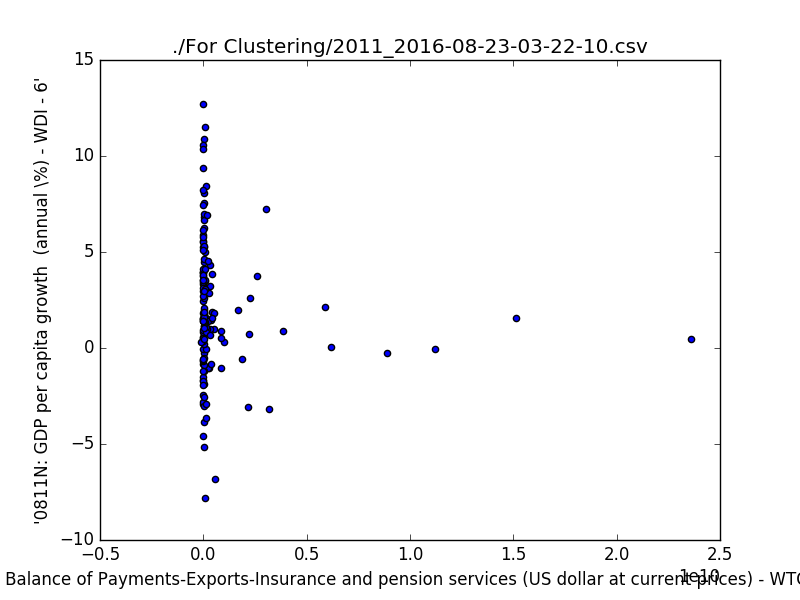 ./For Clustering/2011_2016-08-23-03-22-10.csv
'0811N: GDP per capita growth (annual \%) - WDI - 6'
15
10
5
0
−5
−10
−0.5 0.0 0.5 1.0 1.5 2.0 2.5
1e10
Balance of Payments-Exports-Insurance and pension services (US dollar at current prices) - WTO